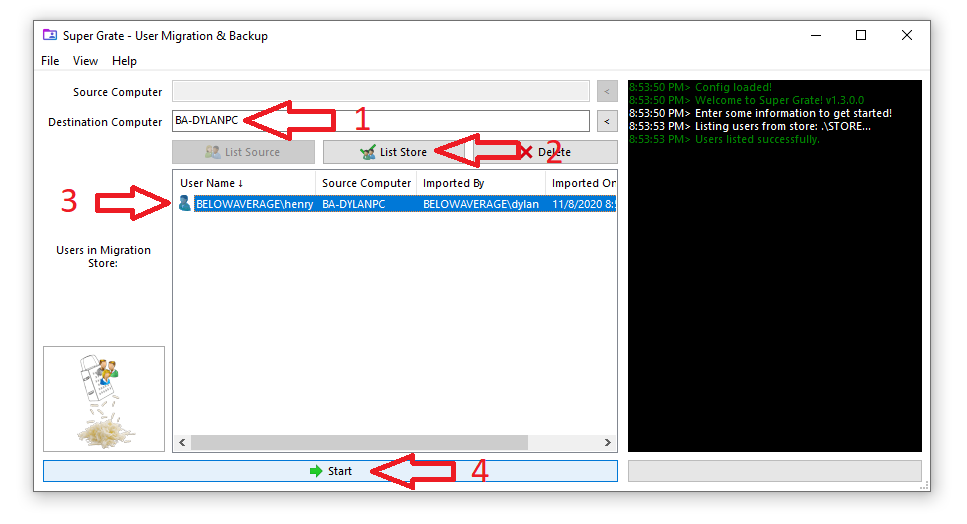 Super Grate - User Migration & Backup
File View Help
Source Computer
<
Destination Computer
BA-DYLANPC
<
1
List Source
List Store
Delete
2
User Name ↓
Source Computer
Imported By
Imported On
BELOWAVERAGE\henry
BA-DYLANPC
BELOWAVERAGE\dylan
11/8/2020 8:5
3
Users in Migration
Store:
Start
4
8:53:50 PM> Config loaded!
8:53:50 PM> Welcome to Super Grate! v1.3.0.0
8:53:50 PM> Enter some information to get started!
8:53:53 PM> Listing users from store: .\STORE...
8:53:53 PM> Users listed successfully.